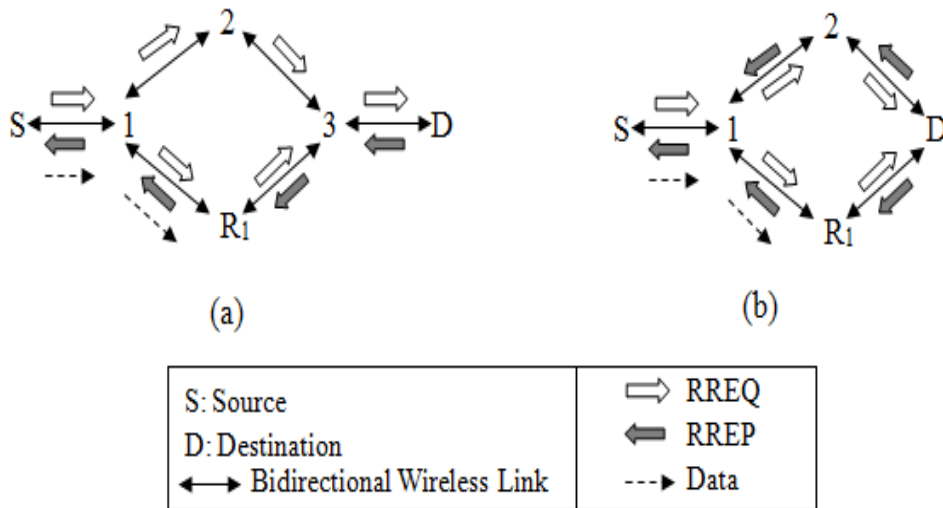 2
2
S
1
3
D
S
1
D
R1
R1
(a)
(b)
S: Source
D: Destination
Bidirectional Wireless Link
RREQ
RREP
Data